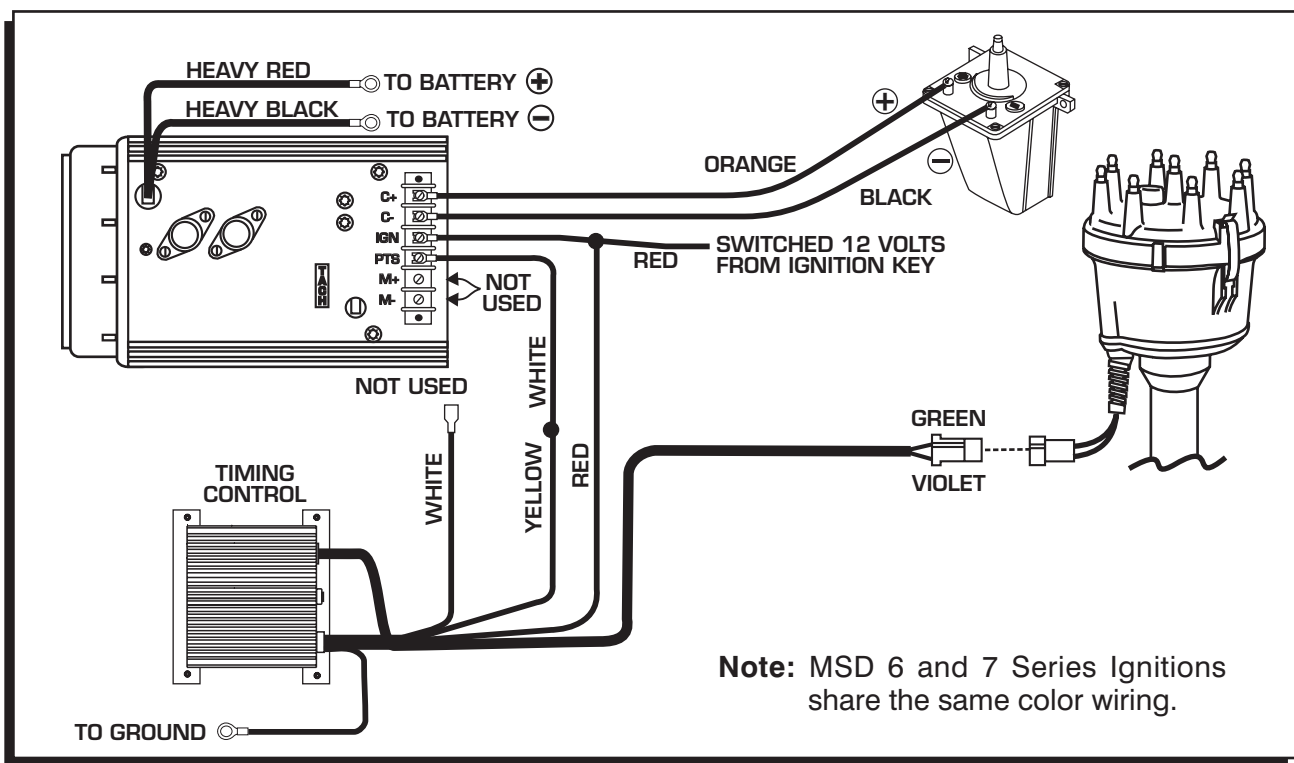 HEAVY RED
TO BATTERY +
HEAVY BLACK
TO BATTERY −
+
−
ORANGE
BLACK
C+
C-
IGN
PTS
M+
M-
TACH
RED
SWITCHED 12 VOLTS
FROM IGNITION KEY
NOT
USED
NOT USED
WHITE
WHITE
YELLOW
RED
GREEN
VIOLET
TIMING
CONTROL
TO GROUND
Note: MSD 6 and 7 Series Ignitions
share the same color wiring.